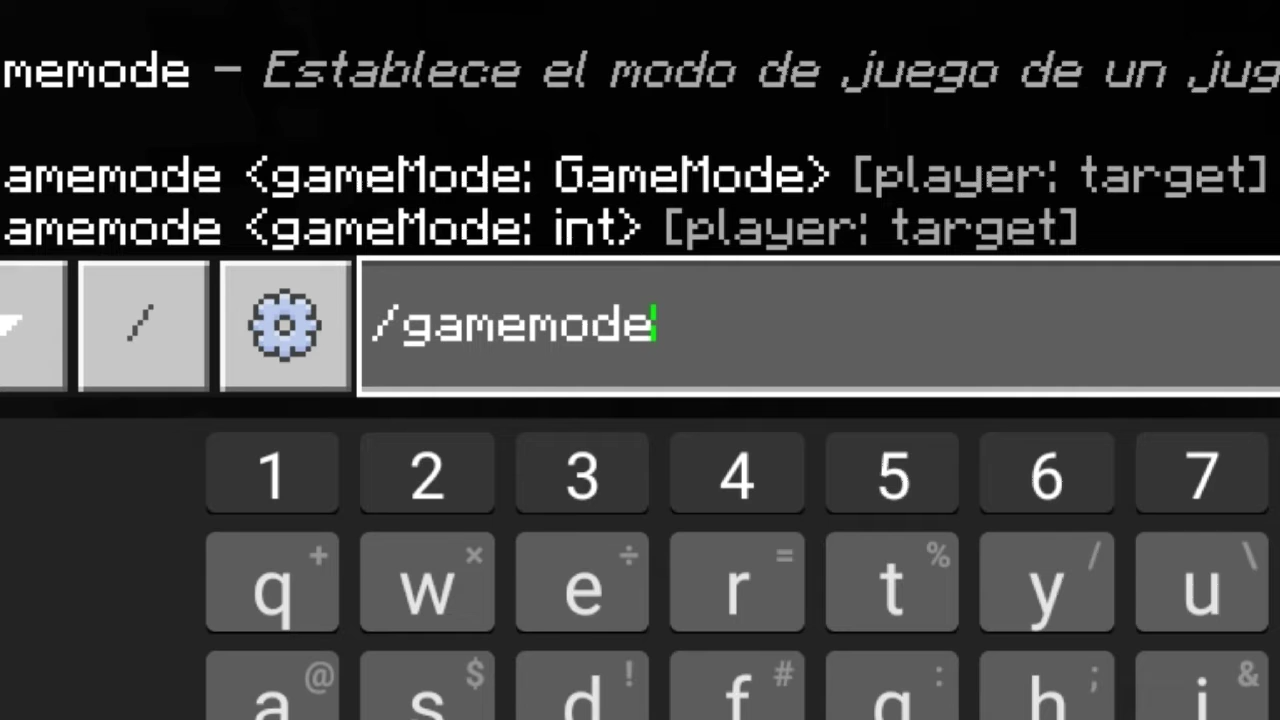 memode – Establece el modo de juego de un jug
amemode <gameMode: GameMode> [player: target]
amemode <gameMode: int> [player: target]
/ /gamemode
1 2 3 4 5 6 7
+ × ÷ = % / \
q w e r t y u
@ $ ! # : ; &
a s d f g h j